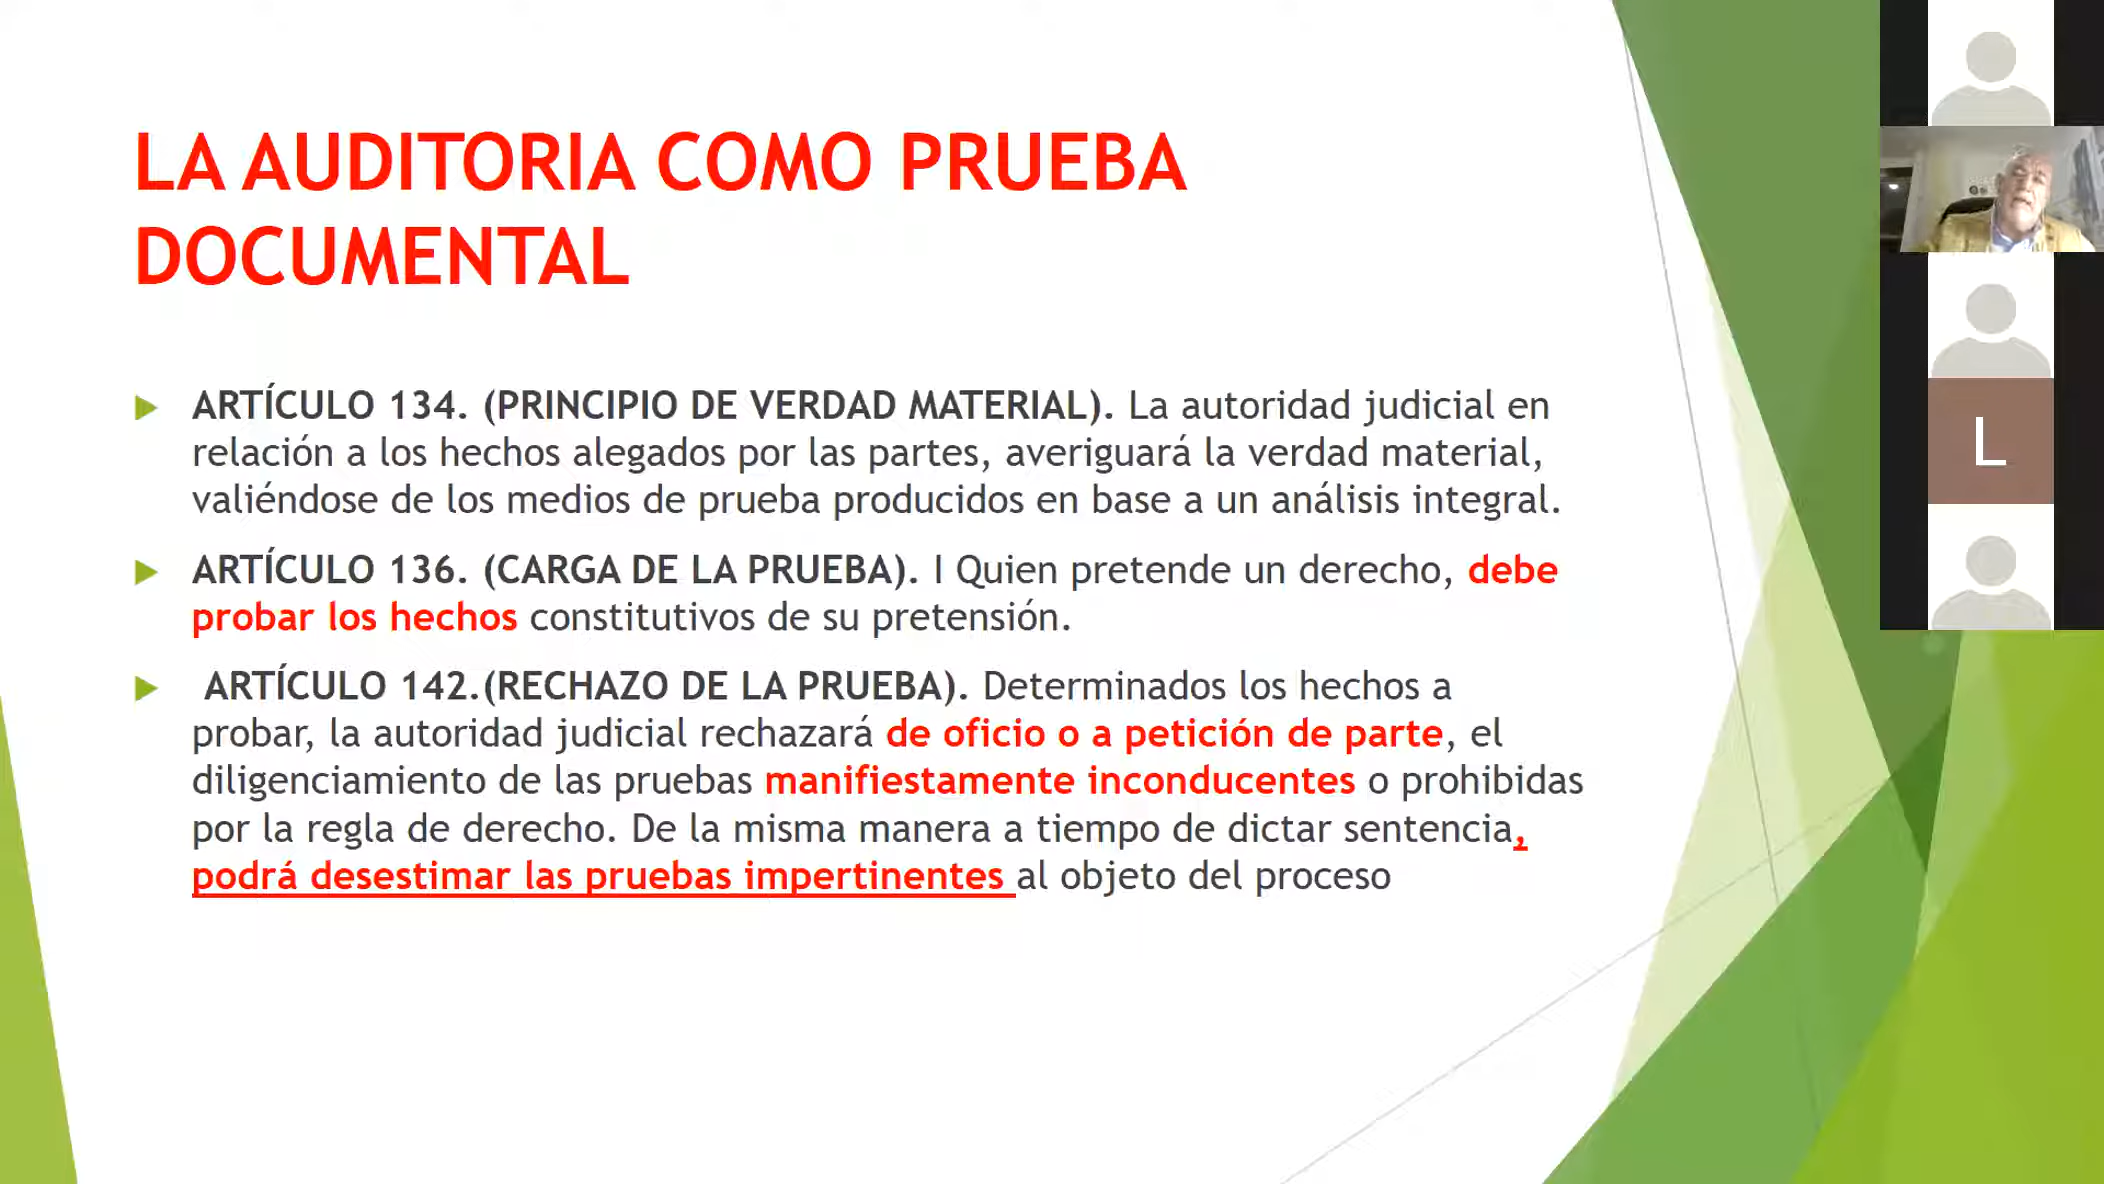 LA AUDITORIA COMO PRUEBA
DOCUMENTAL
ARTÍCULO 134. (PRINCIPIO DE VERDAD MATERIAL). La autoridad judicial en
relación a los hechos alegados por las partes, averiguará la verdad material,
valiéndose de los medios de prueba producidos en base a un análisis integral.
ARTÍCULO 136. (CARGA DE LA PRUEBA). I Quien pretende un derecho, debe
probar los hechos constitutivos de su pretensión.
ARTÍCULO 142.(RECHAZO DE LA PRUEBA). Determinados los hechos a
probar, la autoridad judicial rechazará de oficio o a petición de parte, el
diligenciamiento de las pruebas manifiestamente inconducentes o prohibidas
por la regla de derecho. De la misma manera a tiempo de dictar sentencia,
podrá desestimar las pruebas impertinentes al objeto del proceso
L